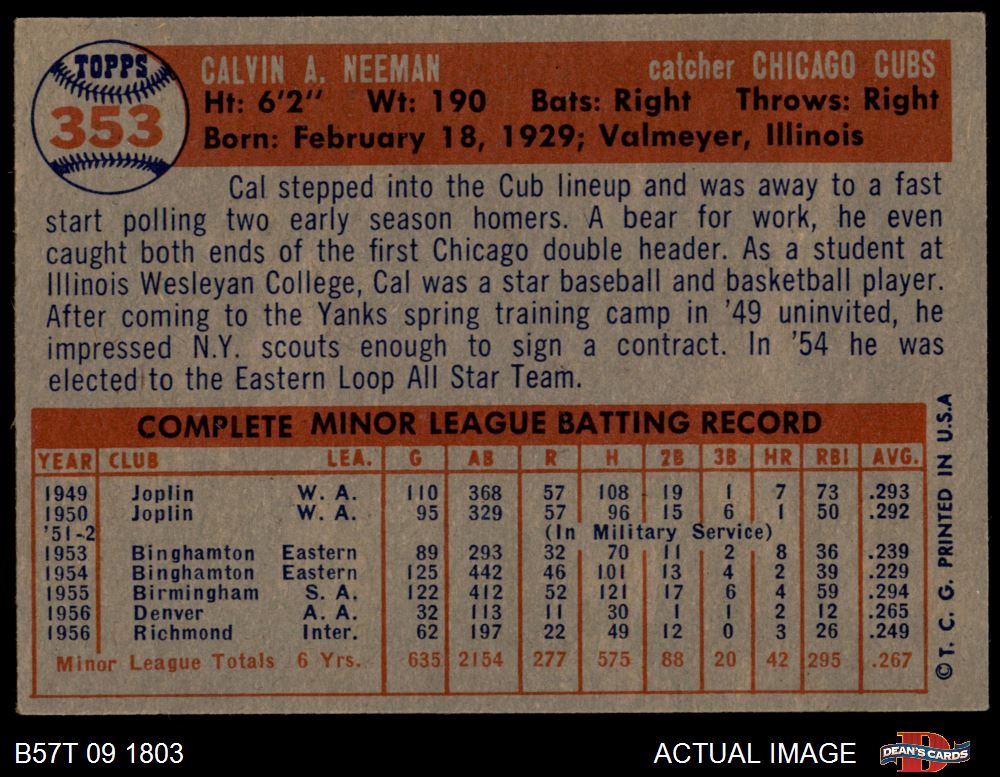 TOPPS
353
CALVIN A. NEEMAN catcher CHICAGO CUBS
Ht: 6'2" Wt: 190 Bats: Right Throws: Right
Born: February 18, 1929; Valmeyer, Illinois
Cal stepped into the Cub lineup and was away to a fast
start polling two early season homers. A bear for work, he even
caught both ends of the first Chicago double header. As a student at
Illinois Wesleyan College, Cal was a star baseball and basketball player.
After coming to the Yanks spring training camp in '49 uninvited, he
impressed N.Y. scouts enough to sign a contract. In '54 he was
elected to the Eastern Loop All Star Team.
COMPLETE MINOR LEAGUE BATTING RECORD
YEAR CLUB LEA. G AB R H 2B 3B HR RBI AVG.
1949 Joplin W. A. 110 368 57 108 19 1 7 73 .293
1950 Joplin W. A. 95 329 57 96 15 6 1 50 .292
'51-2 (In Military Service)
1953 Binghamton Eastern 89 293 32 70 11 2 8 36 .239
1954 Binghamton Eastern 125 442 46 101 13 4 2 39 .229
1955 Birmingham S. A. 122 412 52 121 17 6 4 59 .294
1956 Denver A. A. 32 113 11 30 1 1 2 12 .265
1956 Richmond Inter. 62 197 22 49 12 0 3 26 .249
Minor League Totals 6 Yrs. 635 2154 277 575 88 20 42 295 .267
© T. C. G. PRINTED IN U.S.A
B57T 09 1803
ACTUAL IMAGE
DEAN'S CARDS